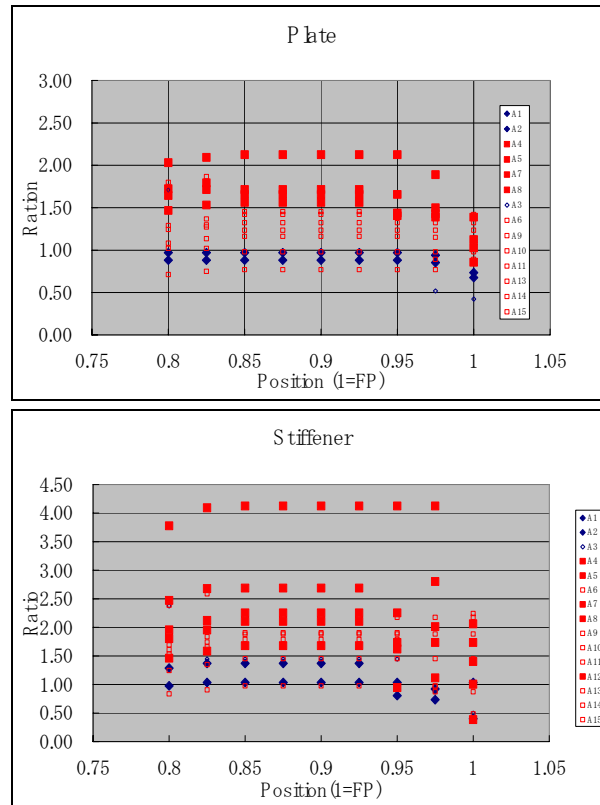 Plate
3.00
2.50
2.00
1.50
1.00
0.50
0.00
Ration
0.75 0.8 0.85 0.9 0.95 1 1.05
Position (1=FP)
A1
A2
A4
A5
A7
A8
A3
A6
A9
A10
A11
A13
A14
A15
Stiffener
4.50
4.00
3.50
3.00
2.50
2.00
1.50
1.00
0.50
0.00
Ratio
0.75 0.8 0.85 0.9 0.95 1 1.05
Position(1=FP)
A1
A2
A3
A4
A5
A6
A7
A8
A9
A10
A11
A12
A13
A14
A15